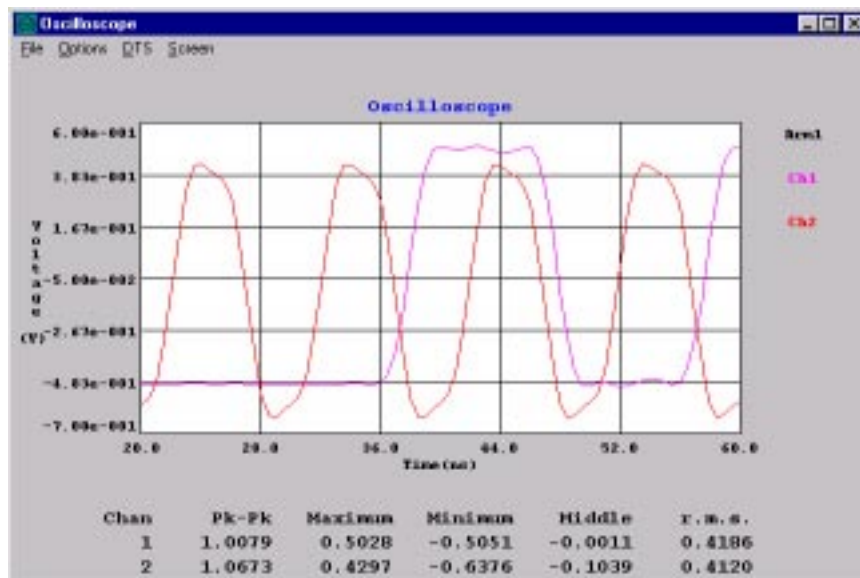 Oscilloscope
File Options DTS Screen
Oscilloscope
6.00e-001
3.83e-001
1.67e-001
-5.00e-002
-2.67e-001
-4.83e-001
-7.00e-001
Voltage
(V)
20.0 28.0 36.0 44.0 52.0 60.0
Time(ns)
Arm1
Ch1
Ch2
Chan Pk-Pk Maximum Minimum Middle r.m.s.
1 1.0079 0.5028 -0.5051 -0.0011 0.4186
2 1.0673 0.4297 -0.6376 -0.1039 0.4120